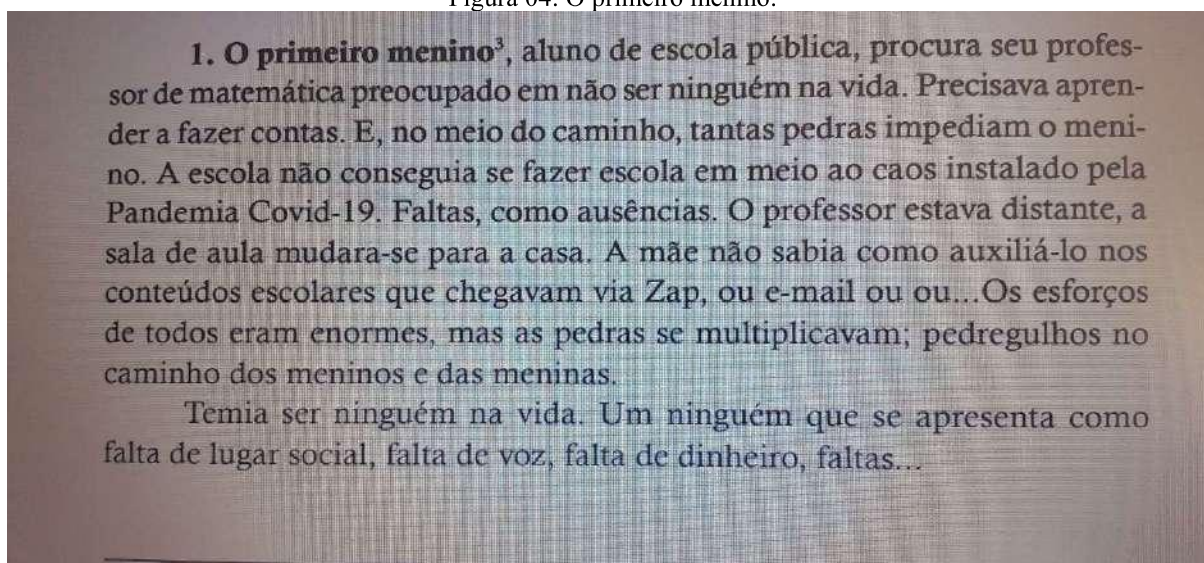 Figura 04: O primeiro menino.
1. O primeiro menino³, aluno de escola pública, procura seu profes-
sor de matemática preocupado em não ser ninguém na vida. Precisava apren-
der a fazer contas. E, no meio do caminho, tantas pedras impediam o meni-
no. A escola não conseguia se fazer escola em meio ao caos instalado pela
Pandemia Covid-19. Faltas, como ausências. O professor estava distante, a
sala de aula mudara-se para a casa. A mãe não sabia como auxiliá-lo nos
conteúdos escolares que chegavam via Zap, ou e-mail ou ou...Os esforços
de todos eram enormes, mas as pedras se multiplicavam; pedregulhos no
caminho dos meninos e das meninas.
Temia ser ninguém na vida. Um ninguém que se apresenta como
falta de lugar social, falta de voz, falta de dinheiro, faltas...